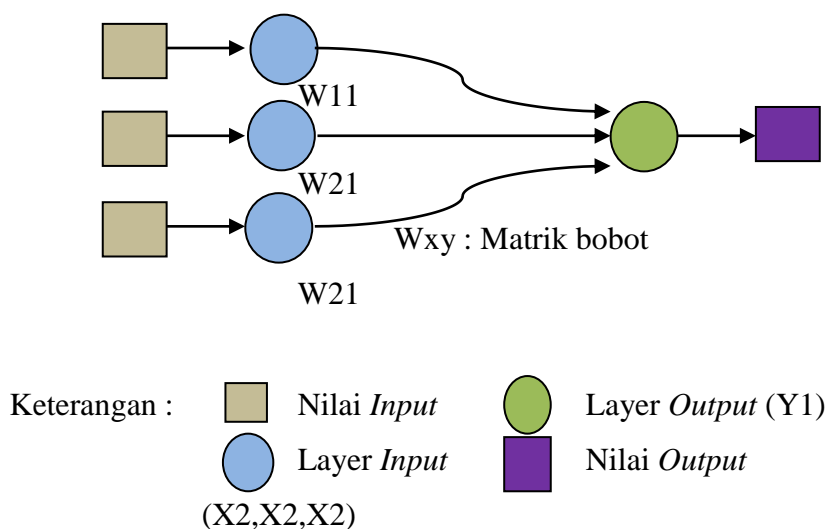 W11
W21
Wxy : Matrik bobot
W21
Keterangan : Nilai Input Layer Output (Y1)
Layer Input Nilai Output
(X2,X2,X2)